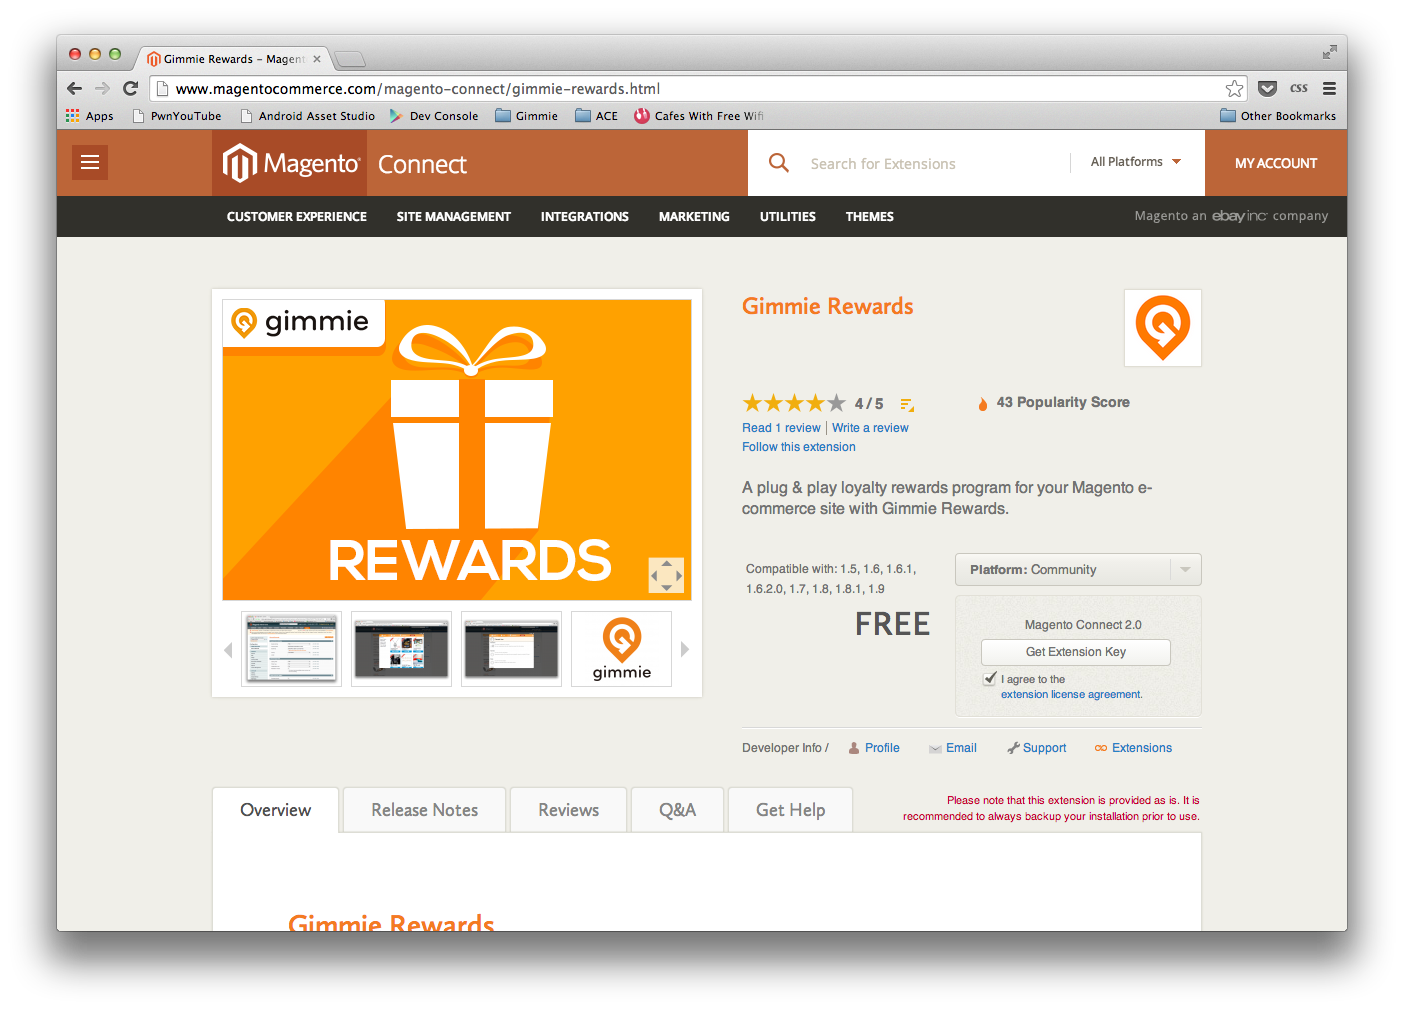 Gimmie Rewards – Magent
www.magentocommerce.com/magento-connect/gimmie-rewards.html
css
Apps PwnYouTube Android Asset Studio Dev Console Gimmie ACE Cafes With Free Wifi Other Bookmarks
Magento Connect
Search for Extensions
All Platforms
MY ACCOUNT
CUSTOMER EXPERIENCE SITE MANAGEMENT INTEGRATIONS MARKETING UTILITIES THEMES
Magento an ebay inc company
gimmie
REWARDS
gimmie
Gimmie Rewards
4 / 5
43 Popularity Score
Read 1 review | Write a review
Follow this extension
A plug & play loyalty rewards program for your Magento e-
commerce site with Gimmie Rewards.
Compatible with: 1.5, 1.6, 1.6.1,
1.6.2.0, 1.7, 1.8, 1.8.1, 1.9
FREE
Platform: Community
Magento Connect 2.0
Get Extension Key
I agree to the
extension license agreement.
Developer Info / Profile Email Support Extensions
Overview Release Notes Reviews Q&A Get Help
Please note that this extension is provided as is. It is
recommended to always backup your installation prior to use.
Gimmie Rewards